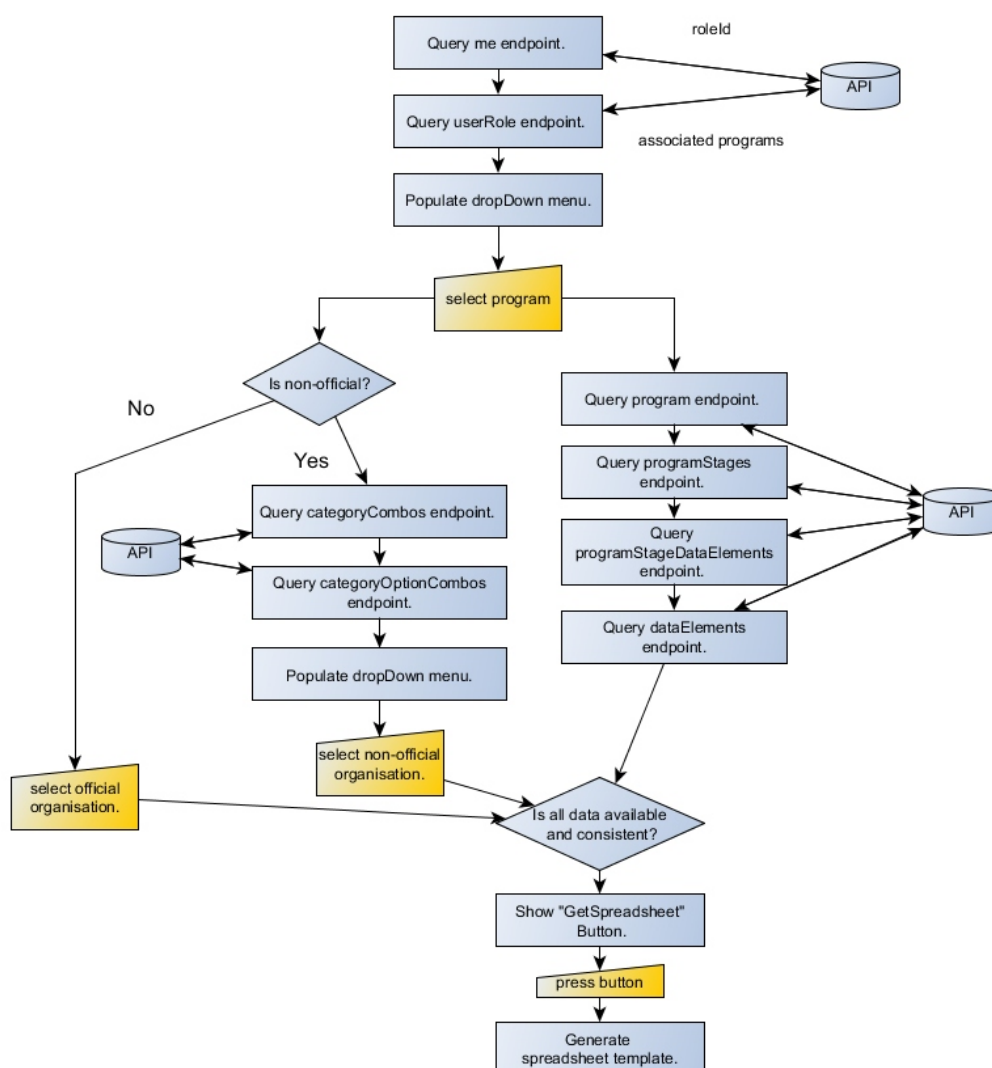 Query me endpoint.
roleId
API
Query userRole endpoint.
associated programs
Populate dropDown menu.
select program
Is non-official?
No
Yes
Query program endpoint.
Query programStages
endpoint.
Query categoryCombos endpoint.
API
API
Query
programStageDataElements
endpoint.
Query categoryOptionCombos
endpoint.
Query dataElements
endpoint.
Populate dropDown menu.
select non-official
organisation.
select official
organisation.
Is all data available
and consistent?
Show "GetSpreadsheet"
Button.
press button
Generate
spreadsheet template.